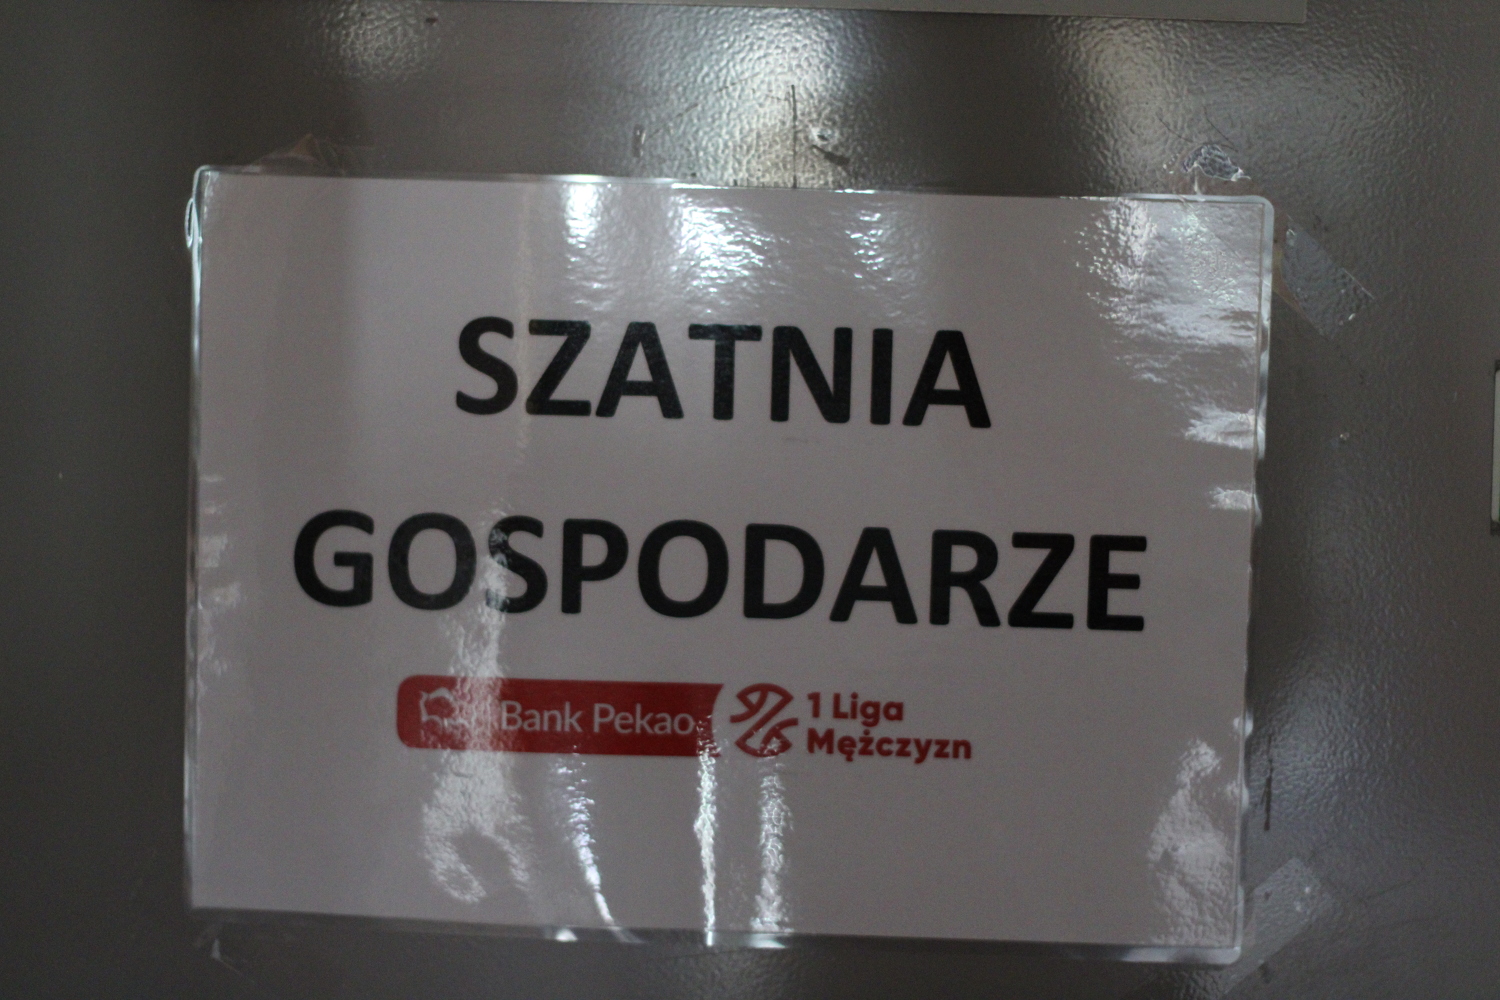 SZATNIA
GOSPODARZE
Bank Pekao 1 Liga
Mężczyzn